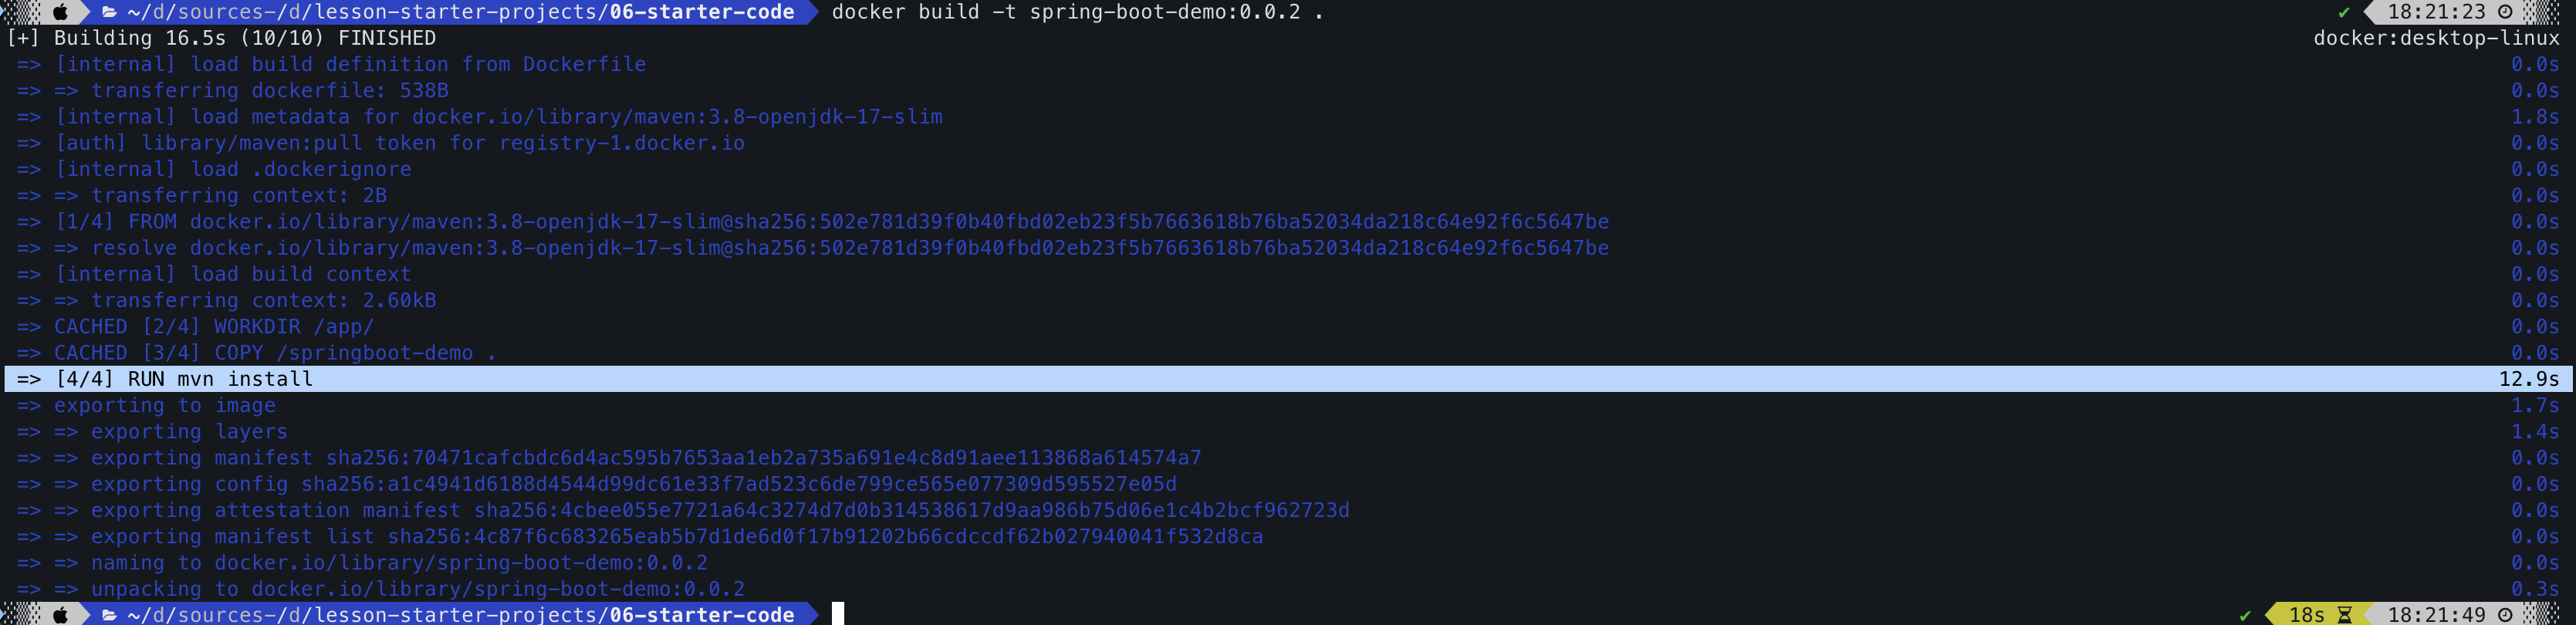 ~/d/sources-/d/lesson-starter-projects/06-starter-code docker build -t spring-boot-demo:0.0.2 . ✔ 18:21:23
[+] Building 16.5s (10/10) FINISHED docker:desktop-linux
=> [internal] load build definition from Dockerfile 0.0s
=> => transferring dockerfile: 538B 0.0s
=> [internal] load metadata for docker.io/library/maven:3.8-openjdk-17-slim 1.8s
=> [auth] library/maven:pull token for registry-1.docker.io 0.0s
=> [internal] load .dockerignore 0.0s
=> => transferring context: 2B 0.0s
=> [1/4] FROM docker.io/library/maven:3.8-openjdk-17-slim@sha256:502e781d39f0b40fbd02eb23f5b7663618b76ba52034da218c64e92f6c5647be 0.0s
=> => resolve docker.io/library/maven:3.8-openjdk-17-slim@sha256:502e781d39f0b40fbd02eb23f5b7663618b76ba52034da218c64e92f6c5647be 0.0s
=> [internal] load build context 0.0s
=> => transferring context: 2.60kB 0.0s
=> CACHED [2/4] WORKDIR /app/ 0.0s
=> CACHED [3/4] COPY /springboot-demo . 0.0s
=> [4/4] RUN mvn install 12.9s
=> exporting to image 1.7s
=> => exporting layers 1.4s
=> => exporting manifest sha256:70471cafcbdc6d4ac595b7653aa1eb2a735a691e4c8d91aee113868a614574a7 0.0s
=> => exporting config sha256:a1c4941d6188d4544d99dc61e33f7ad523c6de799ce565e077309d595527e05d 0.0s
=> => exporting attestation manifest sha256:4cbee055e7721a64c3274d7d0b314538617d9aa986b75d06e1c4b2bcf962723d 0.0s
=> => exporting manifest list sha256:4c87f6c683265eab5b7d1de6d0f17b91202b66cdccdf62b027940041f532d8ca 0.0s
=> => naming to docker.io/library/spring-boot-demo:0.0.2 0.0s
=> => unpacking to docker.io/library/spring-boot-demo:0.0.2 0.3s
~/d/sources-/d/lesson-starter-projects/06-starter-code ✔ 18s 18:21:49